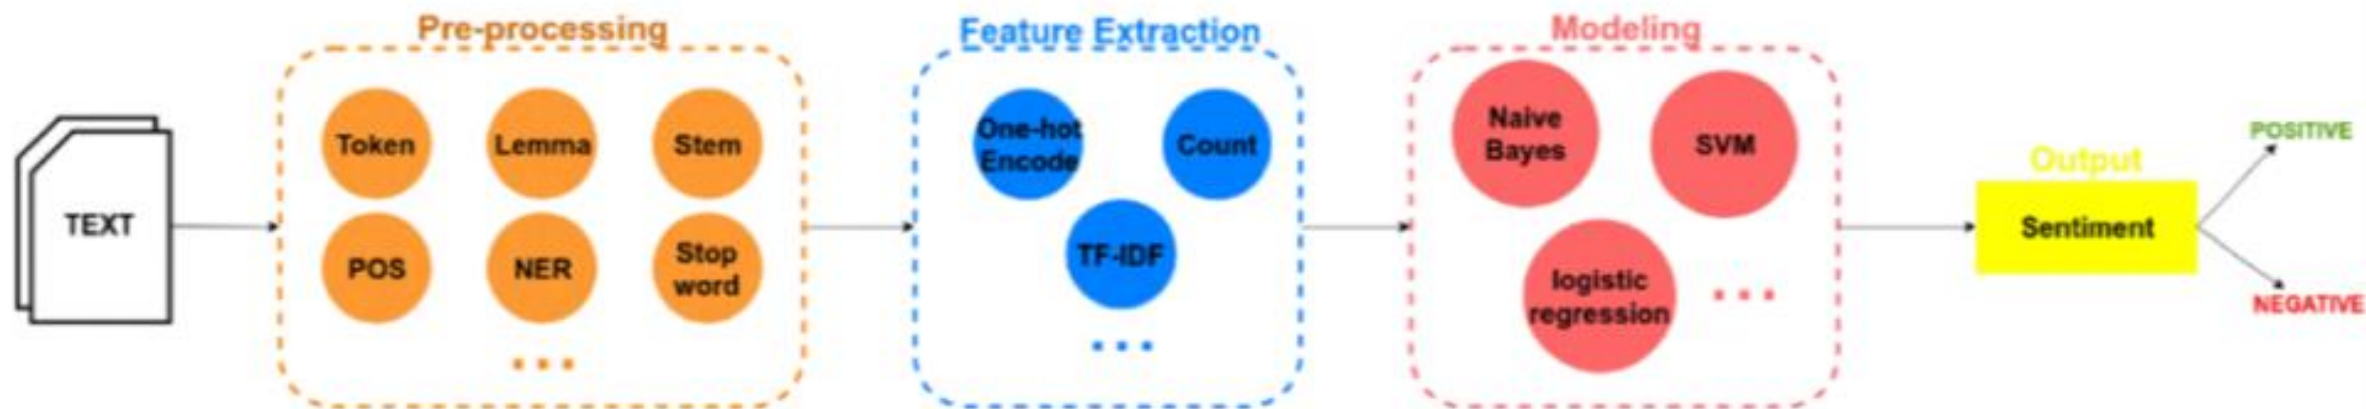 Pre-processing
Feature Extraction
Modeling
TEXT
Token
Lemma
Stem
POS
NER
Stop
word
One-hot
Encode
Count
TF-IDF
Naive
Bayes
SVM
logistic
regression
Output
Sentiment
POSITIVE
NEGATIVE